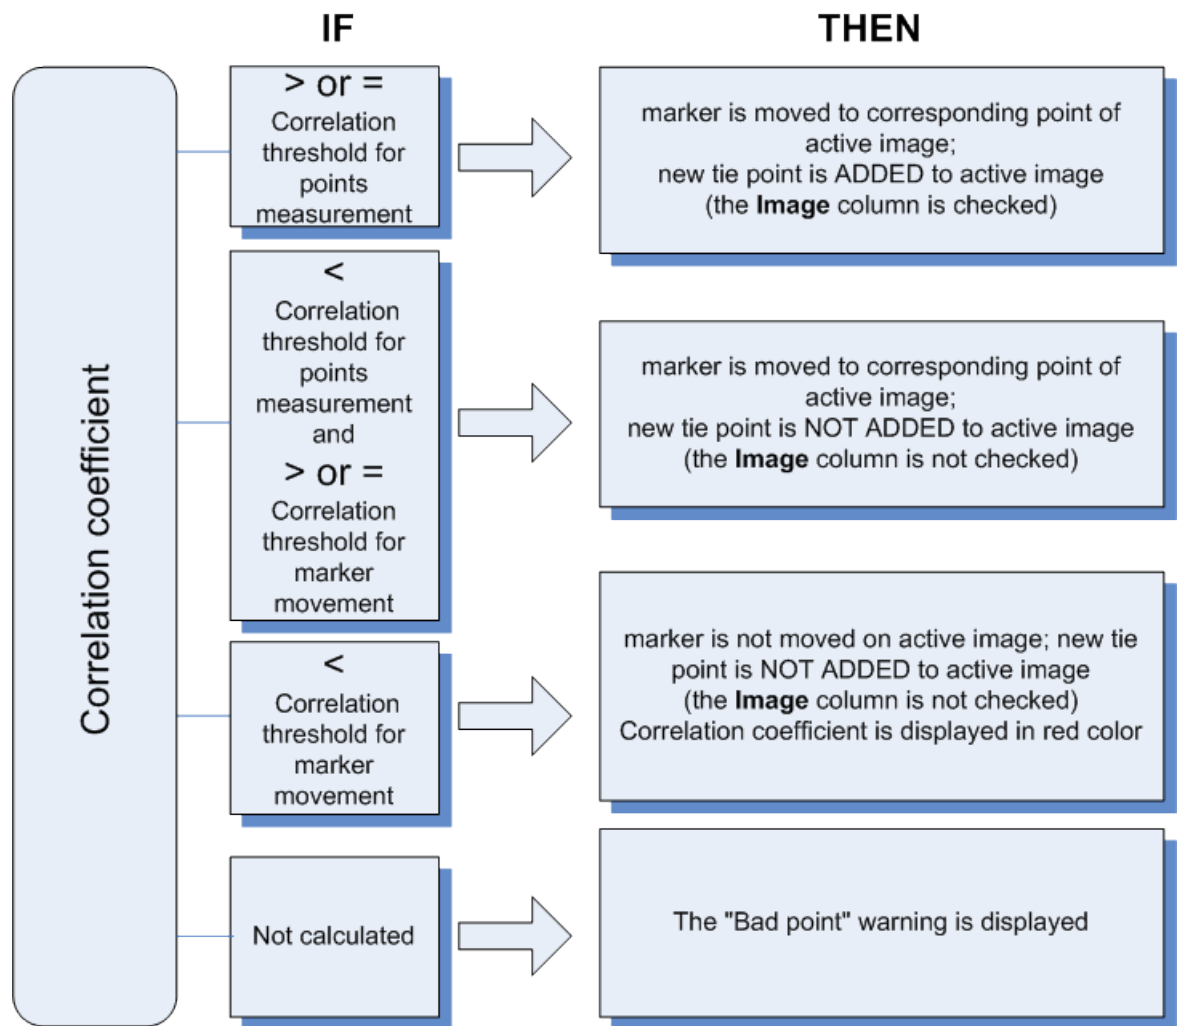 IF
THEN
Correlation coefficient
> or =
Correlation
threshold for
points
measurement
marker is moved to corresponding point of
active image;
new tie point is ADDED to active image
(the Image column is checked)
<
Correlation
threshold for
points
measurement
and
> or =
Correlation
threshold for
marker
movement
marker is moved to corresponding point of
active image;
new tie point is NOT ADDED to active image
(the Image column is not checked)
<
Correlation
threshold for
marker
movement
marker is not moved on active image; new tie
point is NOT ADDED to active image
(the Image column is not checked)
Correlation coefficient is displayed in red color
Not calculated
The "Bad point" warning is displayed